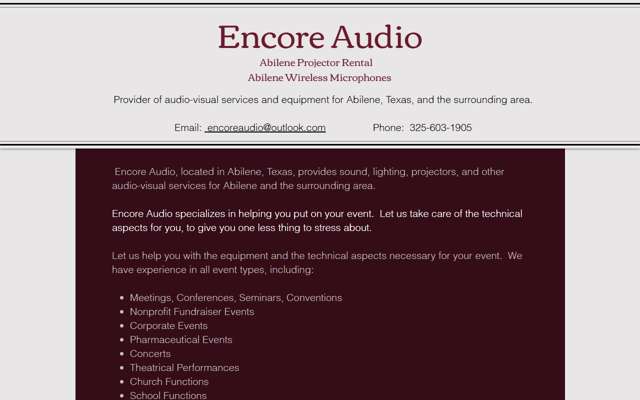 Encore Audio
Abilene Projector Rental
Abilene Wireless Microphones
Provider of audio-visual services and equipment for Abilene, Texas, and the surrounding area.
Email: encoreaudio@outlook.com Phone: 325-603-1905
Encore Audio, located in Abilene, Texas, provides sound, lighting, projectors, and other
audio-visual services for Abilene and the surrounding area.
Encore Audio specializes in helping you put on your event. Let us take care of the technical
aspects for you, to give you one less thing to stress about.
Let us help you with the equipment and the technical aspects necessary for your event. We
have experience in all event types, including:
• Meetings, Conferences, Seminars, Conventions
• Nonprofit Fundraiser Events
• Corporate Events
• Pharmaceutical Events
• Concerts
• Theatrical Performances
• Church Functions
• School Functions